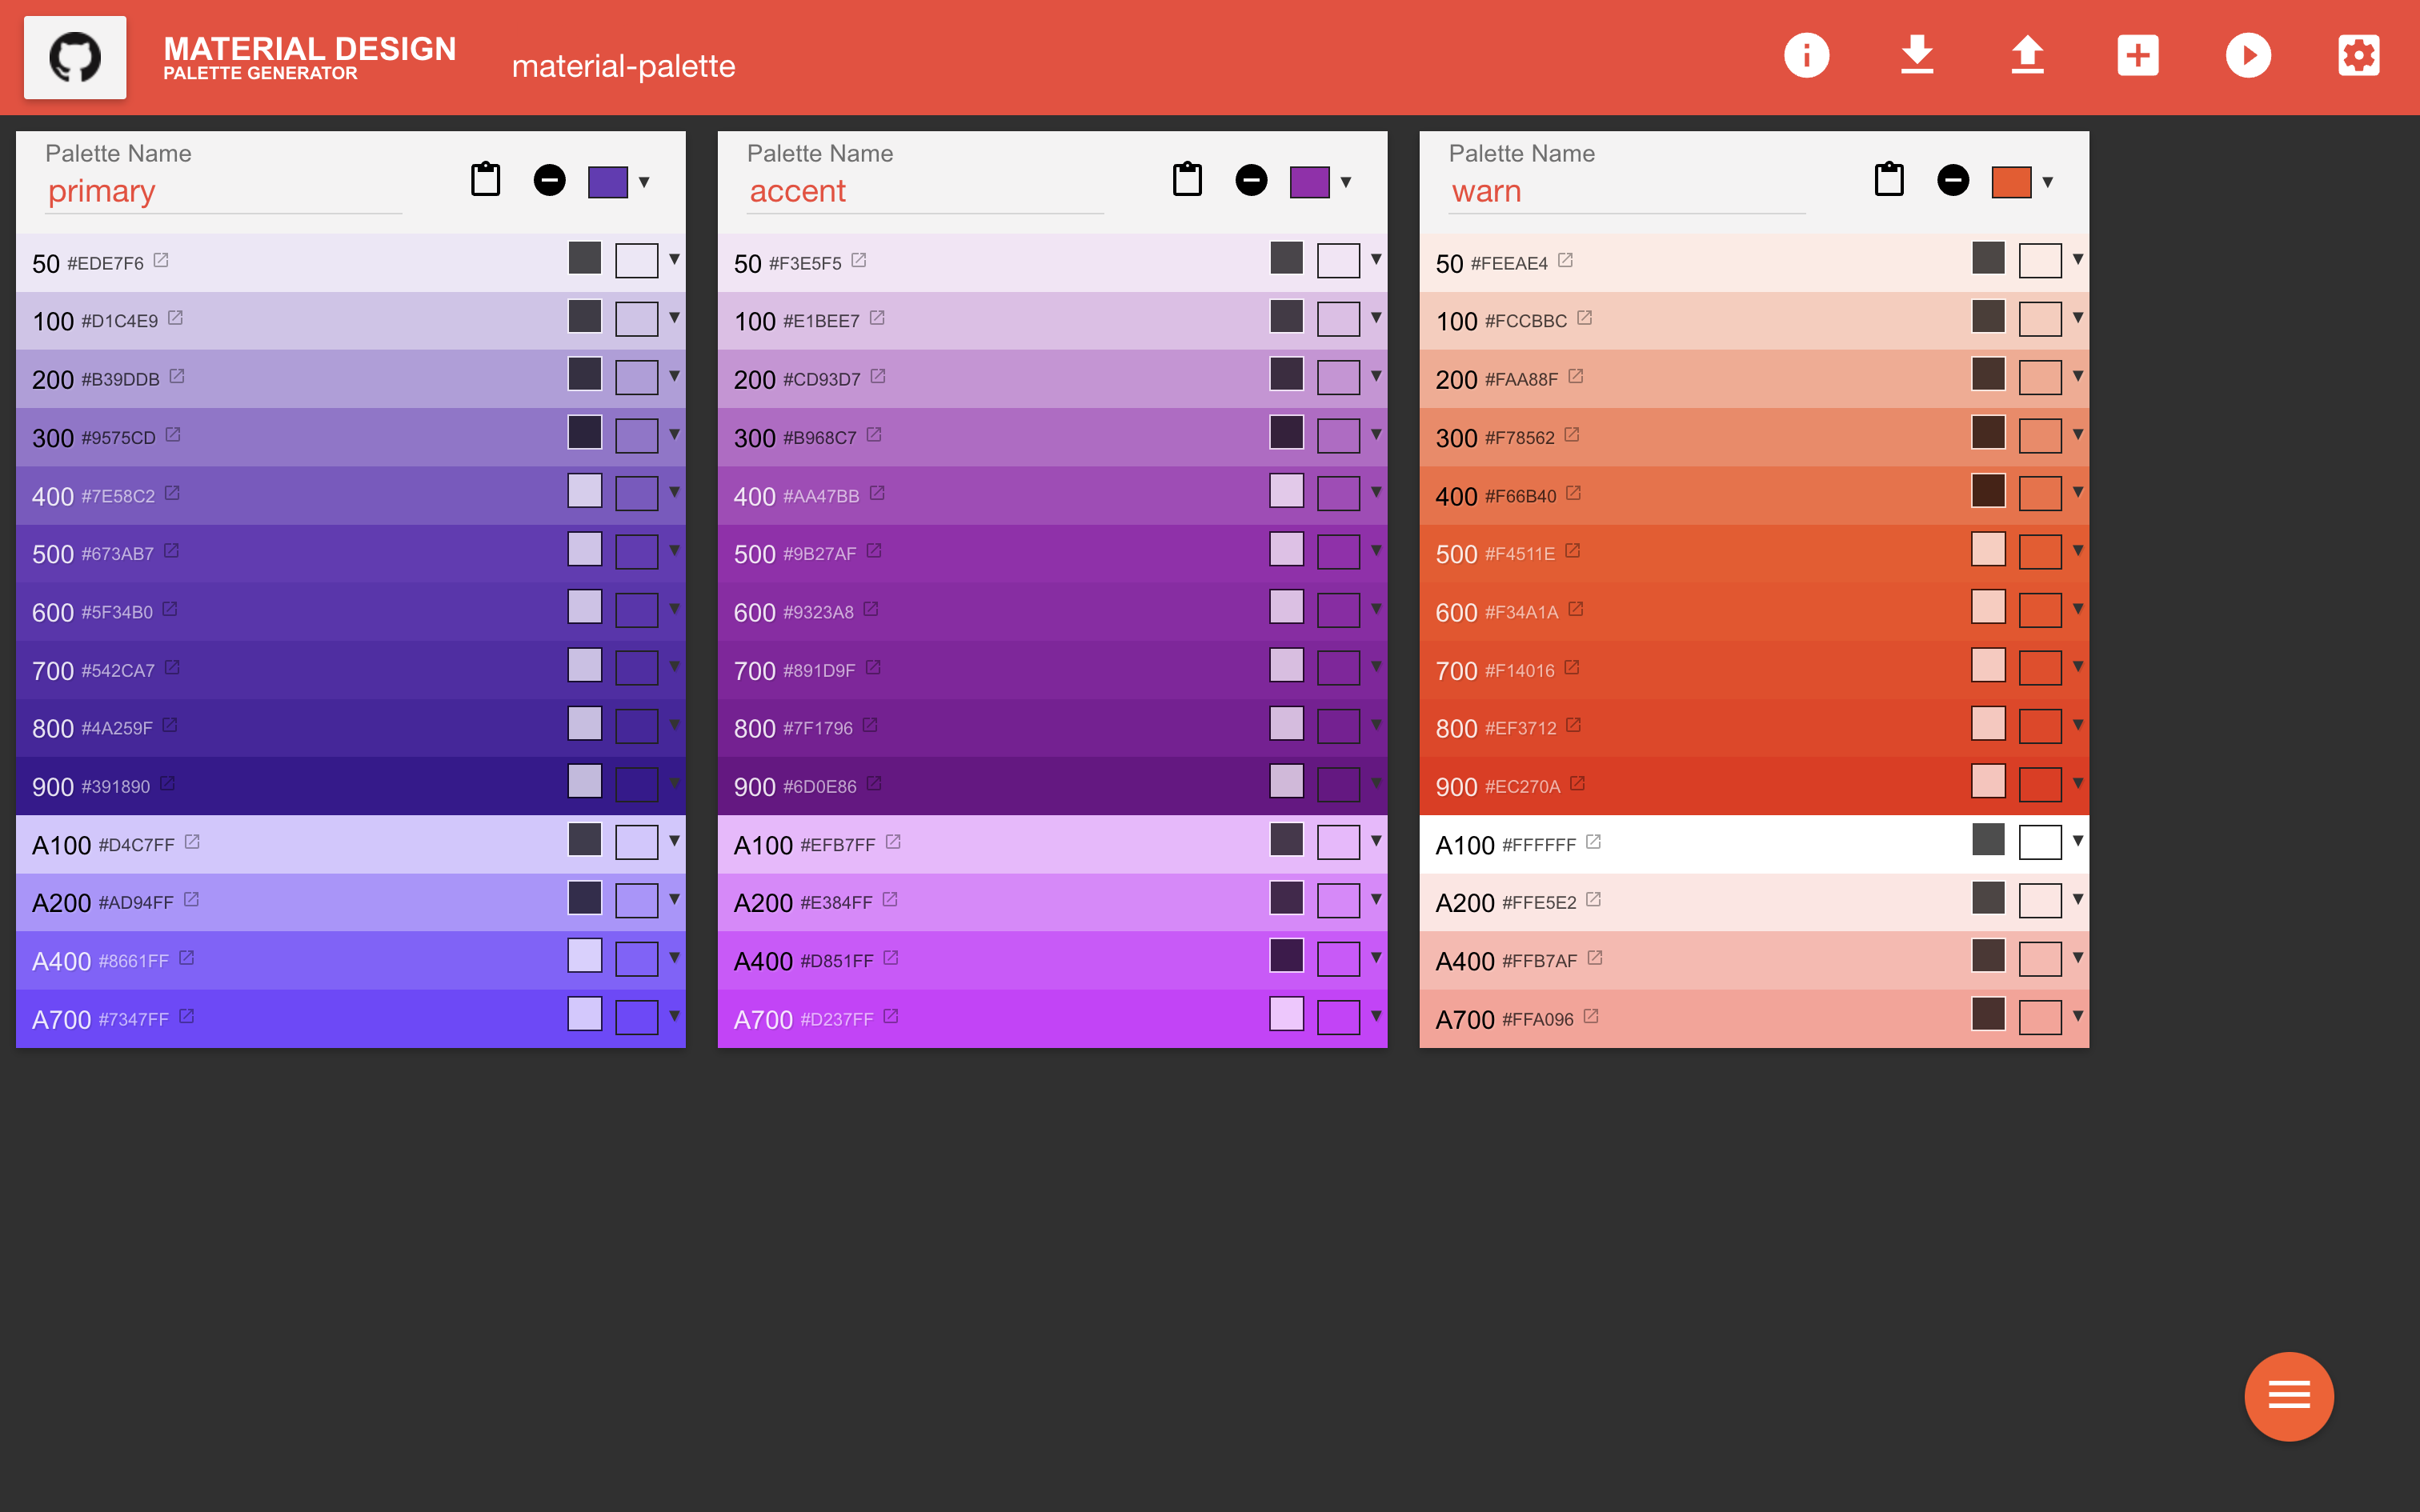 MATERIAL DESIGN
PALETTE GENERATOR
material-palette
Palette Name
primary
50 #EDE7F6
100 #D1C4E9
200 #B39DDB
300 #9575CD
400 #7E58C2
500 #673AB7
600 #5F34B0
700 #542CA7
800 #4A259F
900 #391890
A100 #D4C7FF
A200 #AD94FF
A400 #8661FF
A700 #7347FF
Palette Name
accent
50 #F3E5F5
100 #E1BEE7
200 #CD93D7
300 #B968C7
400 #AA47BB
500 #9B27AF
600 #9323A8
700 #891D9F
800 #7F1796
900 #6D0E86
A100 #EFB7FF
A200 #E384FF
A400 #D851FF
A700 #D237FF
Palette Name
warn
50 #FEEAE4
100 #FCCBBC
200 #FAA88F
300 #F78562
400 #F66B40
500 #F4511E
600 #F34A1A
700 #F14016
800 #EF3712
900 #EC270A
A100 #FFFFFF
A200 #FFE5E2
A400 #FFB7AF
A700 #FFA096